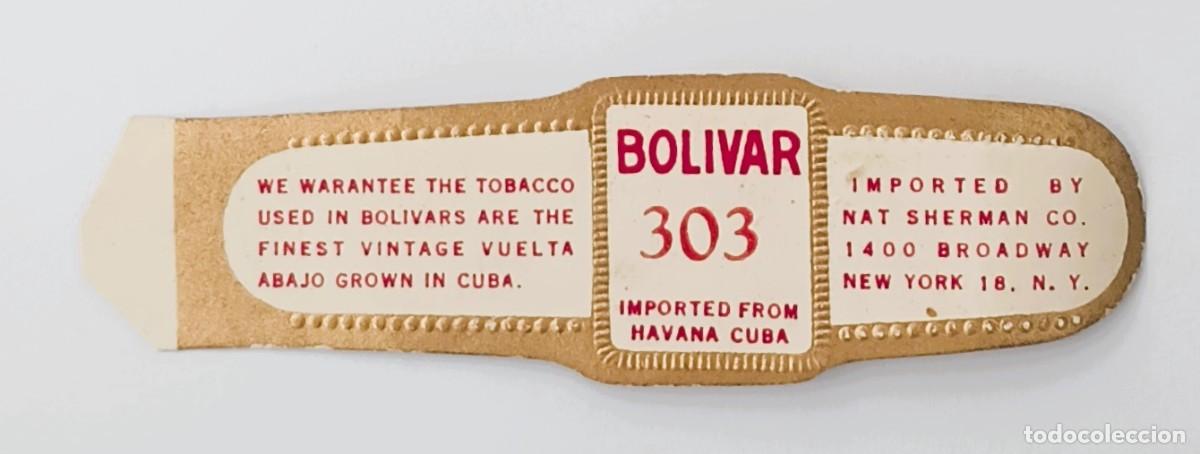 WE WARANTEE THE TOBACCO
USED IN BOLIVARS ARE THE
FINEST VINTAGE VUELTA
ABAJO GROWN IN CUBA.
BOLIVAR
303
IMPORTED FROM
HAVANA CUBA
IMPORTED BY
NAT SHERMAN CO.
1400 BROADWAY
NEW YORK 18. N. Y.
todocoleccion